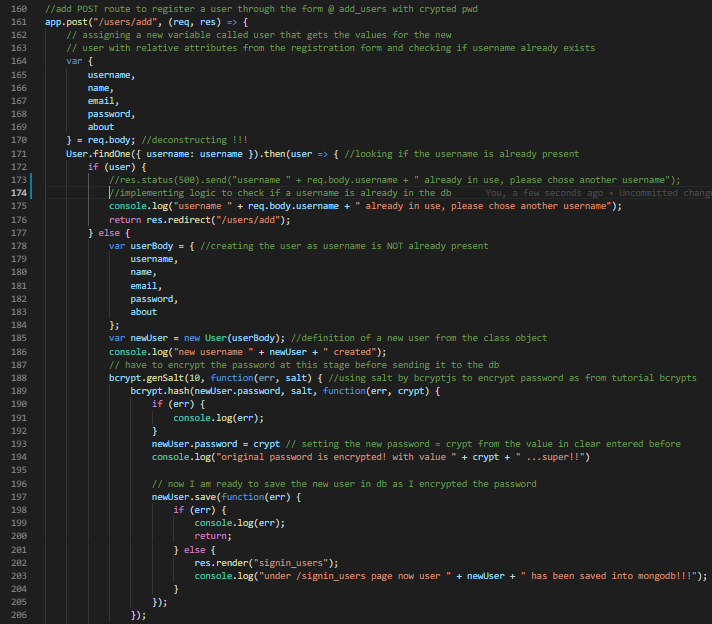 160 //add POST route to register a user through the form @ add_users with crypted pwd
161 app.post("/users/add", (req, res) => {
162 // assigning a new variable called user that gets the values for the new
163 // user with relative attributes from the registration form and checking if username already exists
164 var {
165 username,
166 name,
167 email,
168 password,
169 about
170 } = req.body; //deconstructing !!!
171 User.findOne({ username: username }).then(user => { //looking if the username is already present
172 if (user) {
173 //res.status(500).send("username " + req.body.username + " already in use, please chose another username");
174 //implementing logic to check if a username is already in the db You, a few seconds ago • Uncommitted change
175 console.log("username " + req.body.username + " already in use, please chose another username");
176 return res.redirect("/users/add");
177 } else {
178 var userBody = { //creating the user as username is NOT already present
179 username,
180 name,
181 email,
182 password,
183 about
184 };
185 var newUser = new User(userBody); //definition of a new user from the class object
186 console.log("new username " + newUser + " created");
187 // have to encrypt the password at this stage before sending it to the db
188 bcrypt.genSalt(10, function(err, salt) { //using salt by bcryptjs to encrypt password as from tutorial bcrypts
189 bcrypt.hash(newUser.password, salt, function(err, crypt) {
190 if (err) {
191 console.log(err);
192 }
193 newUser.password = crypt // setting the new password = crypt from the value in clear entered before
194 console.log("original password is encrypted! with value " + crypt + " ...super!!")
195
196 // now I am ready to save the new user in db as I encrypted the password
197 newUser.save(function(err) {
198 if (err) {
199 console.log(err);
200 return;
201 } else {
202 res.render("signin_users");
203 console.log("under /signin_users page now user " + newUser + " has been saved into mongodb!!!");
204 }
205 });
206 });